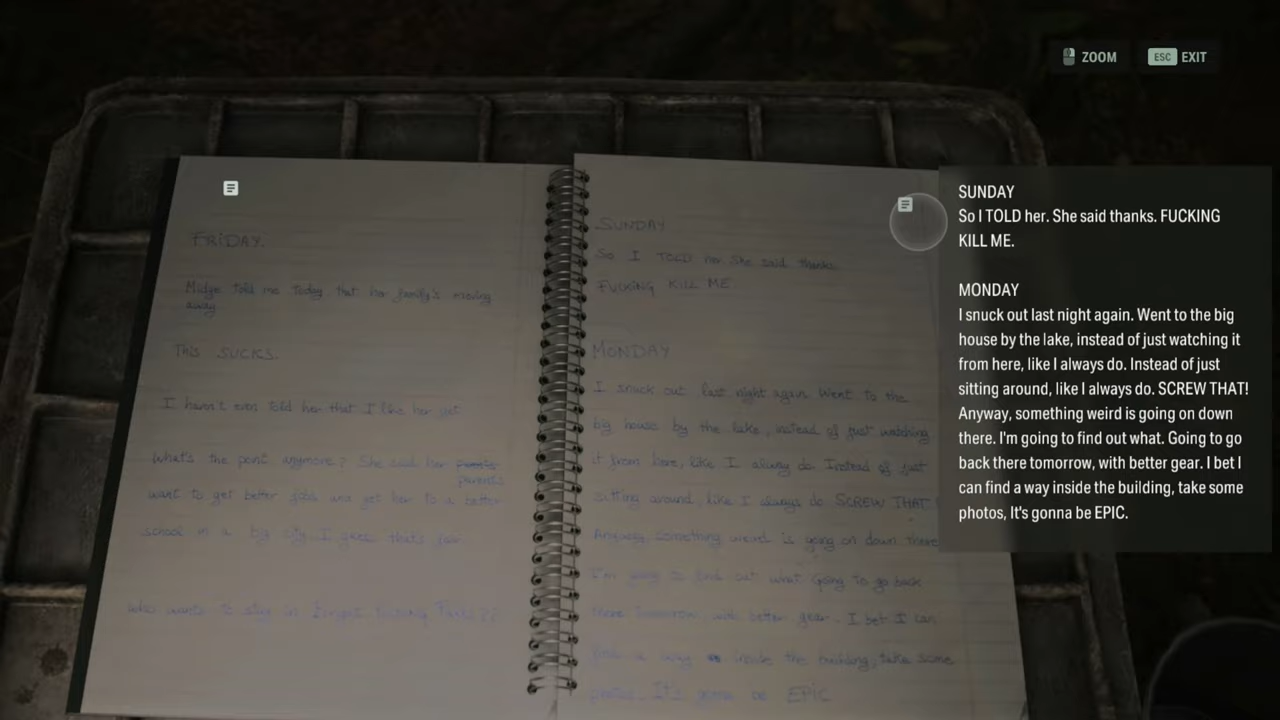 ZOOM
ESC EXIT
FRIDAY.
Midge told me today that her family's moving
away
THIS SUCKS.
I haven't even told her that I like her yet
What's the point anymore? She said her
parents
want to get better jobs and get her to a better
school in a big city. I guess that's fair
Who wants to stay in Bright fucking Falls??
SUNDAY
So I TOLD her. She said thanks.
FUCKING KILL ME.
MONDAY
I snuck out last night again. Went to the
big house by the lake, instead of just watching
it from here, like I always do. Instead of just
sitting around, like I always do SCREW THAT!
Anyway, something weird is going on down there
I'm going to find out what Going to go back
there tomorrow, with better gear. I bet I can
find a way inside the building, take some
photos. It's gonna be EPIC
SUNDAY
So I TOLD her. She said thanks. FUCKING
KILL ME.
MONDAY
I snuck out last night again. Went to the big
house by the lake, instead of just watching it
from here, like I always do. Instead of just
sitting around, like I always do. SCREW THAT!
Anyway, something weird is going on down
there. I'm going to find out what. Going to go
back there tomorrow, with better gear. I bet I
can find a way inside the building, take some
photos, It's gonna be EPIC.